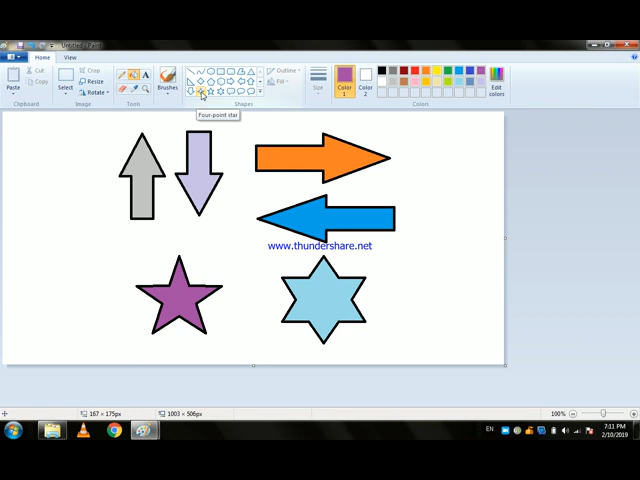 Untitled - Paint
Home View
Paste
Cut
Copy
Clipboard
Select
Crop
Resize
Rotate
Image
A
Tools
Brushes
Shapes
Outline
Fill
Size
Color 1
Color 2
Edit colors
Colors
Four-point star
www.thundershare.net
167 × 175px
1003 × 506px
100%
EN
7:11 PM
2/10/2019